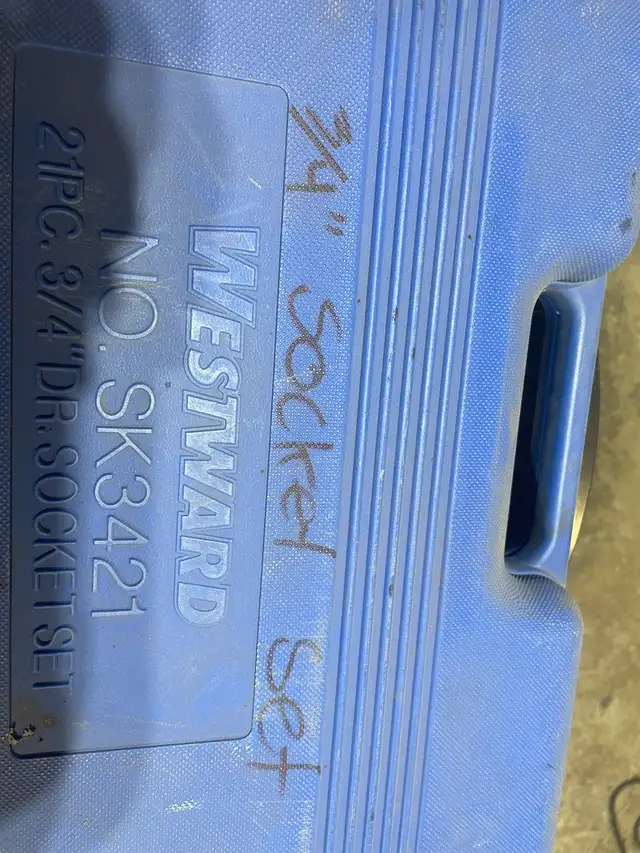 3/4" Socket Set
WESTWARD
NO. SK3421
21PC. 3/4"DR. SOCKET SET